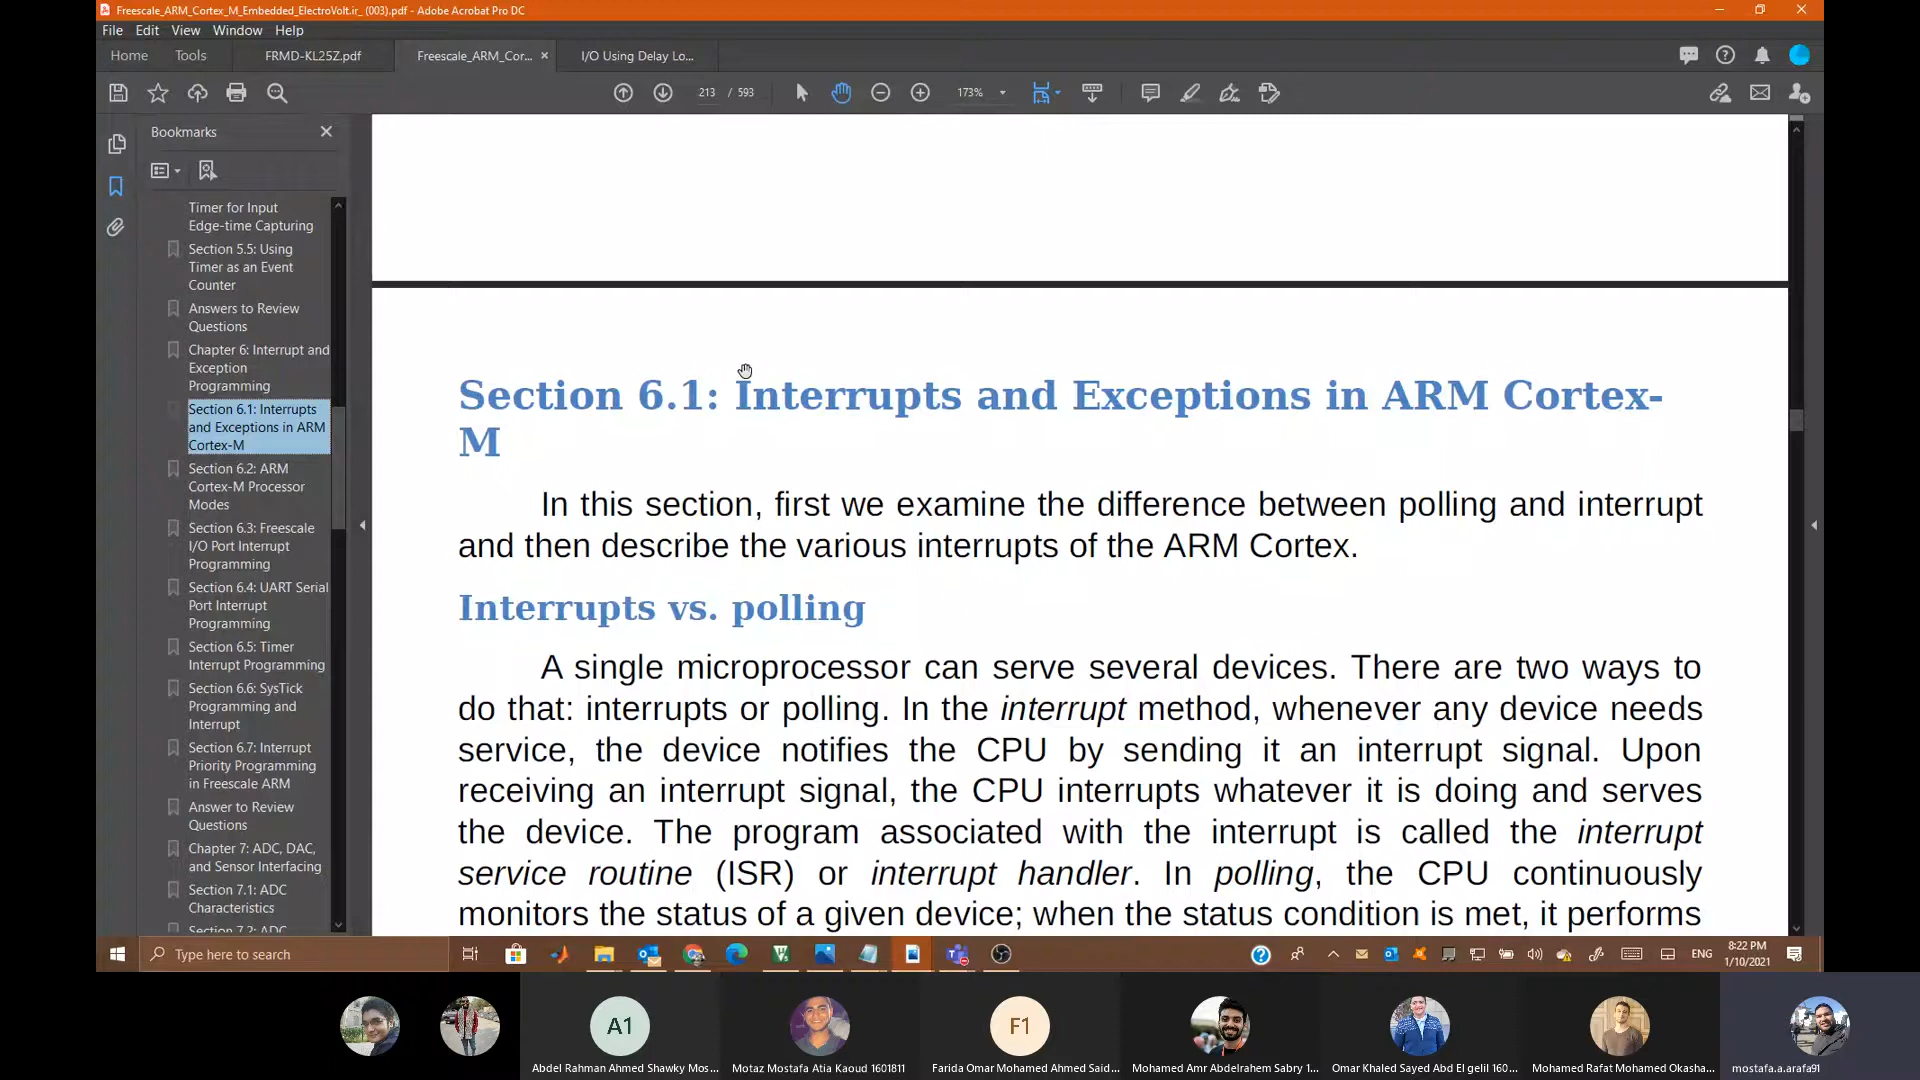 Freescale_ARM_Cortex_M_Embedded_ElectroVolt.ir_ (003).pdf - Adobe Acrobat Pro DC
File Edit View Window Help
Home Tools FRMD-KL25Z.pdf Freescale_ARM_Cor... × I/O Using Delay Lo...
213 / 593 173%
Bookmarks
Timer for Input
Edge-time Capturing
Section 5.5: Using
Timer as an Event
Counter
Answers to Review
Questions
Chapter 6: Interrupt and
Exception
Programming
Section 6.1: Interrupts
and Exceptions in ARM
Cortex-M
Section 6.2: ARM
Cortex-M Processor
Modes
Section 6.3: Freescale
I/O Port Interrupt
Programming
Section 6.4: UART Serial
Port Interrupt
Programming
Section 6.5: Timer
Interrupt Programming
Section 6.6: SysTick
Programming and
Interrupt
Section 6.7: Interrupt
Priority Programming
in Freescale ARM
Answer to Review
Questions
Chapter 7: ADC, DAC,
and Sensor Interfacing
Section 7.1: ADC
Characteristics
Section 7.2: ADC
Section 6.1: Interrupts and Exceptions in ARM Cortex-
M
In this section, first we examine the difference between polling and interrupt
and then describe the various interrupts of the ARM Cortex.
Interrupts vs. polling
A single microprocessor can serve several devices. There are two ways to
do that: interrupts or polling. In the interrupt method, whenever any device needs
service, the device notifies the CPU by sending it an interrupt signal. Upon
receiving an interrupt signal, the CPU interrupts whatever it is doing and serves
the device. The program associated with the interrupt is called the interrupt
service routine (ISR) or interrupt handler. In polling, the CPU continuously
monitors the status of a given device; when the status condition is met, it performs
Type here to search
ENG
8:22 PM
1/10/2021
A1
F1
Abdel Rahman Ahmed Shawky Mos...
Motaz Mostafa Atia Kaoud 1601811
Farida Omar Mohamed Ahmed Said...
Mohamed Amr Abdelrahem Sabry 1...
Omar Khaled Sayed Abd El gelil 160...
Mohamed Rafat Mohamed Okasha...
mostafa.a.arafa91